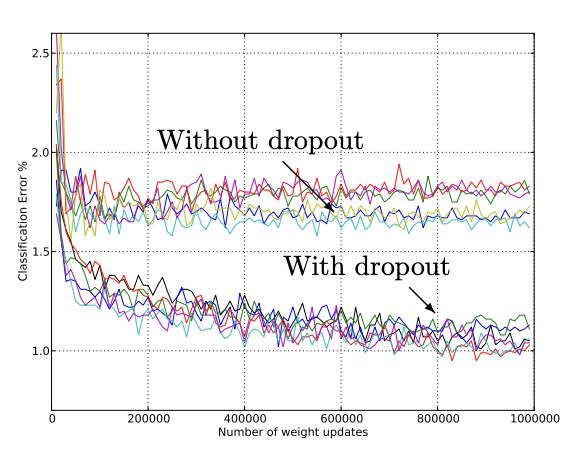 2.5
Without dropout
2.0
Classification Error %
1.5
With dropout
1.0
0 200000 400000 600000 800000 1000000
Number of weight updates